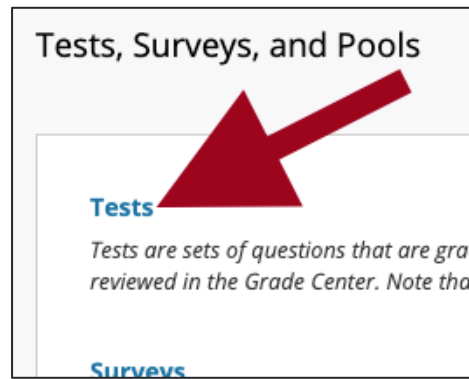 Tests, Surveys, and Pools
Tests
Tests are sets of questions that are gra
reviewed in the Grade Center. Note tha
Surveys